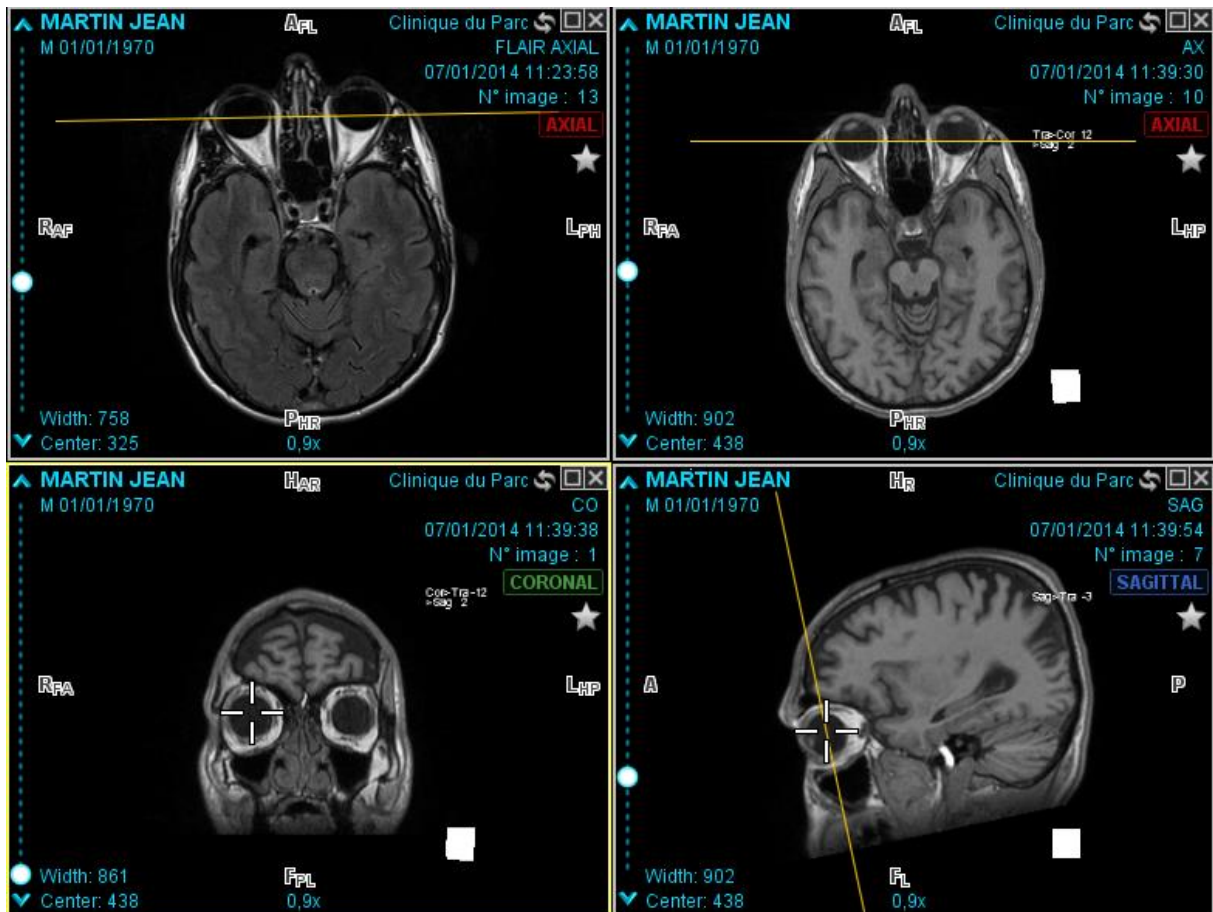 MARTIN JEAN
M 01/01/1970
AFL
Clinique du Parc
FLAIR AXIAL
07/01/2014 11:23:58
N° image : 13
AXIAL
RAF
LPH
Width: 758
Center: 325
PHR
0,9x
MARTIN JEAN
M 01/01/1970
AFL
Clinique du Parc
AX
07/01/2014 11:39:30
N° image : 10
AXIAL
Tra>Cor 12
>Sag 2
RFA
LHP
Width: 902
Center: 438
PHR
0,9x
MARTIN JEAN
M 01/01/1970
HAR
Clinique du Parc
CO
07/01/2014 11:39:38
N° image : 1
CORONAL
Cor>Tra -12
>Sag 2
RFA
LHP
Width: 861
Center: 438
FPL
0,9x
MARTIN JEAN
M 01/01/1970
HR
Clinique du Parc
SAG
07/01/2014 11:39:54
N° image : 7
SAGITTAL
Sag>Tra -3
A
P
Width: 902
Center: 438
FL
0,9x